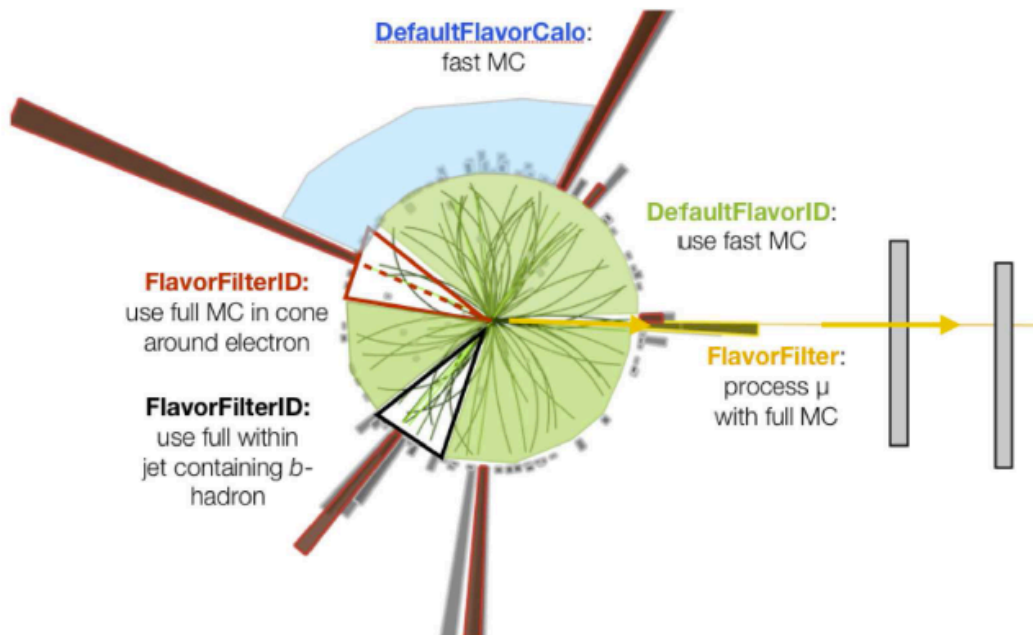 DefaultFlavorCalo:
fast MC
DefaultFlavorID:
use fast MC
FlavorFilterID:
use full MC in cone
around electron
FlavorFilter:
process μ
with full MC
FlavorFilterID:
use full within
jet containing b-
hadron